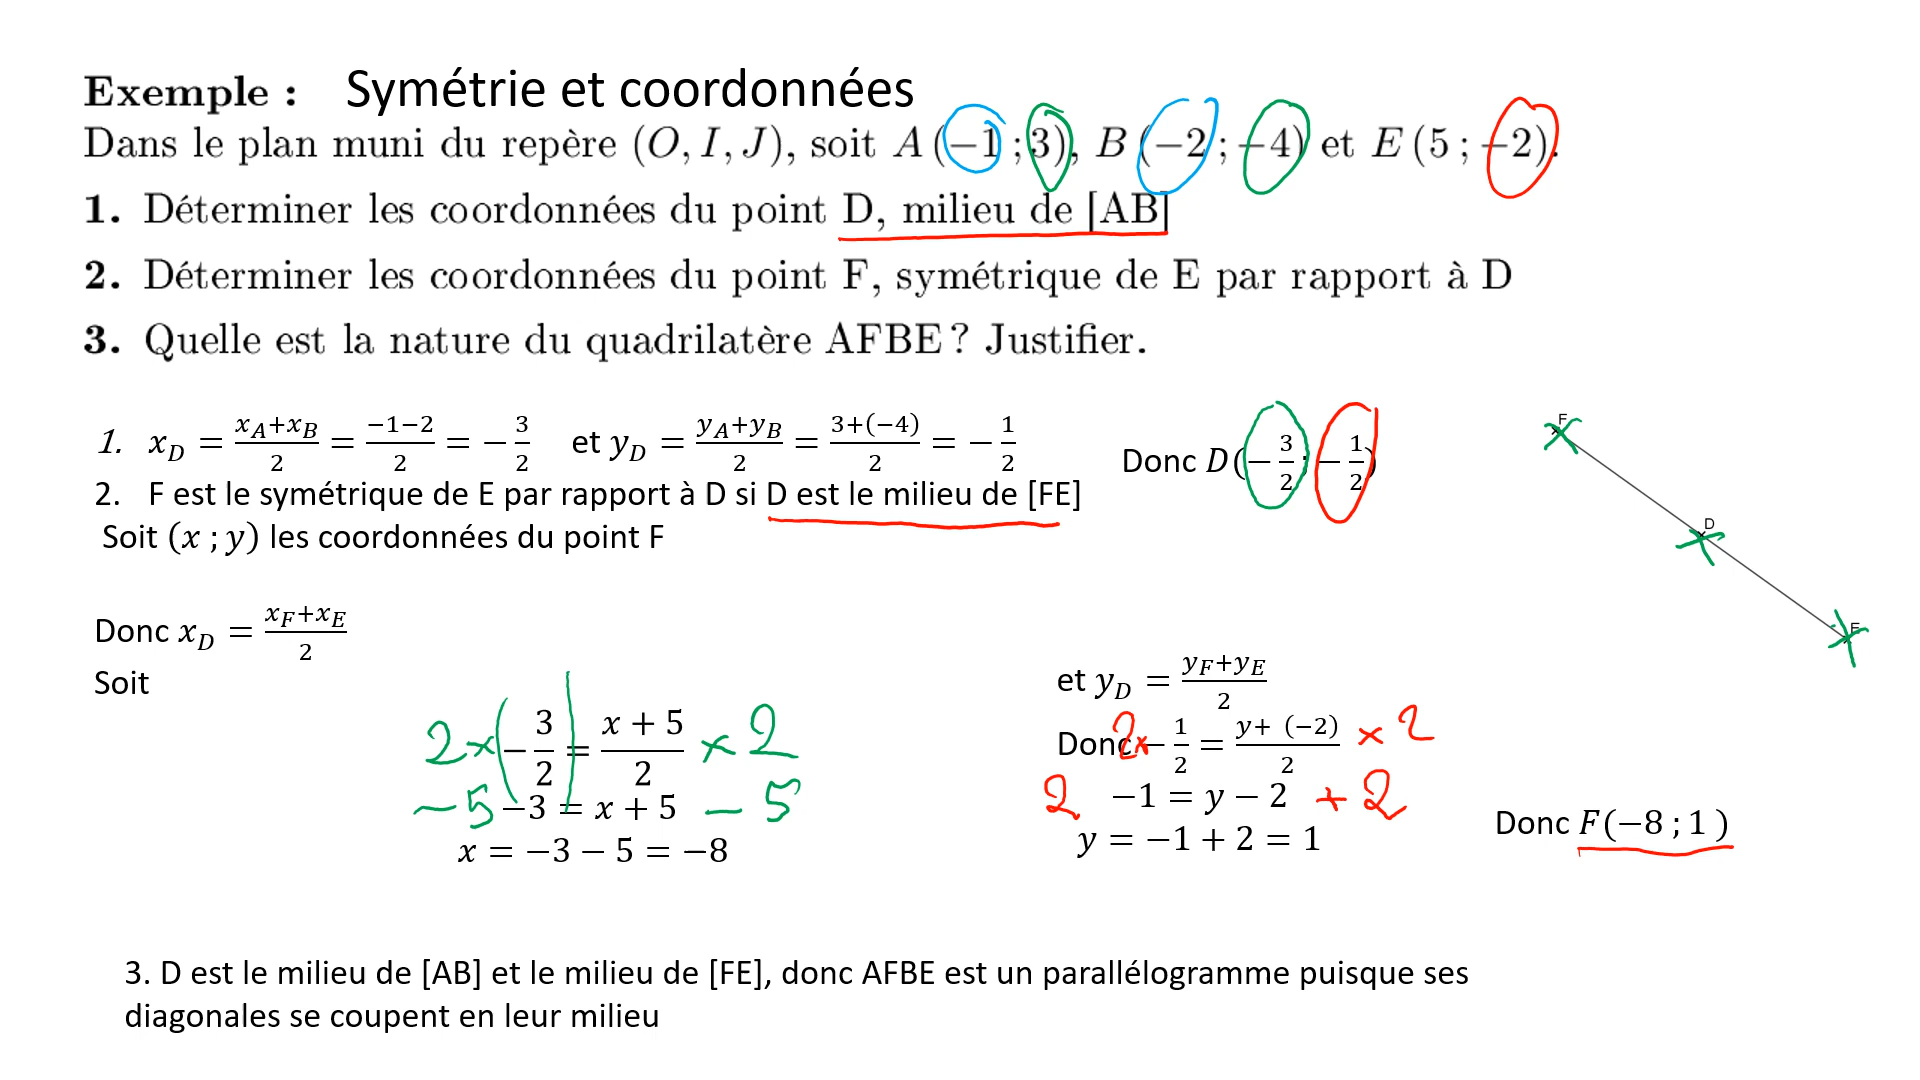 Exemple : Symétrie et coordonnées
Dans le plan muni du repère (O, I, J), soit A (−1 ; 3), B (−2 ; −4) et E (5 ; −2).
1. Déterminer les coordonnées du point D, milieu de [AB]
2. Déterminer les coordonnées du point F, symétrique de E par rapport à D
3. Quelle est la nature du quadrilatère AFBE ? Justifier.
1. x_D = (x_A+x_B)/2 = (−1−2)/2 = −3/2 et y_D = (y_A+y_B)/2 = (3+(−4))/2 = −1/2 Donc D(−3/2 ; −1/2)
2. F est le symétrique de E par rapport à D si D est le milieu de [FE]
Soit (x ; y) les coordonnées du point F
F
D
E
Donc x_D = (x_F+x_E)/2
Soit
2×(−3/2 = (x + 5)/2 × 2
−5 −3 = x + 5 − 5
x = −3 − 5 = −8
et y_D = (y_F+y_E)/2
Donc 2× −1/2 = (y+ (−2))/2 × 2
2 −1 = y − 2 + 2
y = −1 + 2 = 1
Donc F(−8 ; 1 )
3. D est le milieu de [AB] et le milieu de [FE], donc AFBE est un parallélogramme puisque ses
diagonales se coupent en leur milieu